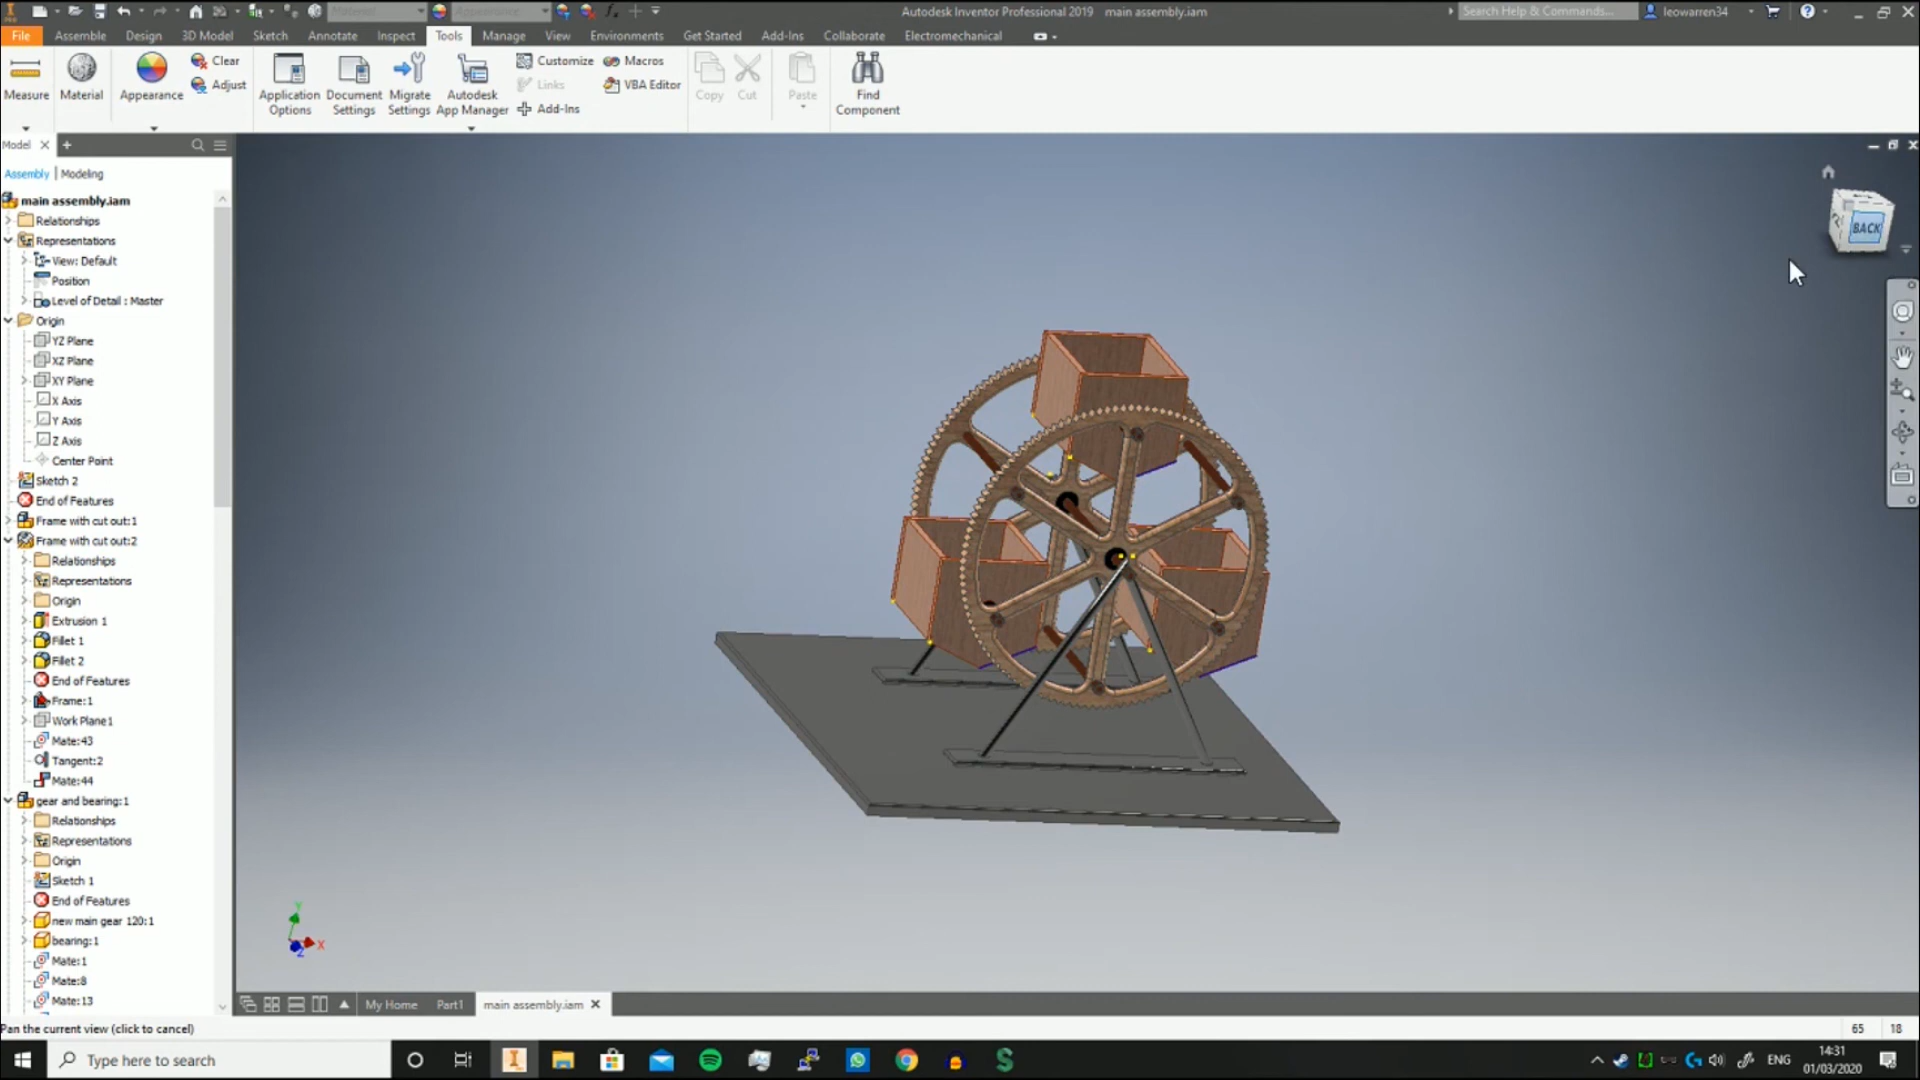 Material
Appearance
Autodesk Inventor Professional 2019 main assembly.iam
Search Help & Commands...
leowarren34
File Assemble Design 3D Model Sketch Annotate Inspect Tools Manage View Environments Get Started Add-Ins Collaborate Electromechanical
Measure
Material
Appearance
Clear
Adjust
Application Options
Document Settings
Migrate Settings
Autodesk App Manager
Customize
Links
Add-Ins
Macros
VBA Editor
Copy
Cut
Paste
Find Component
Model
Assembly | Modeling
main assembly.iam
Relationships
Representations
View: Default
Position
Level of Detail : Master
Origin
YZ Plane
XZ Plane
XY Plane
X Axis
Y Axis
Z Axis
Center Point
Sketch 2
End of Features
Frame with cut out:1
Frame with cut out:2
Relationships
Representations
Origin
Extrusion 1
Fillet 1
Fillet 2
End of Features
Frame:1
Work Plane1
Mate:43
Tangent:2
Mate:44
gear and bearing:1
Relationships
Representations
Origin
Sketch 1
End of Features
new main gear 120:1
bearing:1
Mate:1
Mate:8
Mate:13
BACK
Y
X
Z
My Home Part1 main assembly.iam
Pan the current view (click to cancel)
65 18
Type here to search
ENG
14:31
01/03/2020